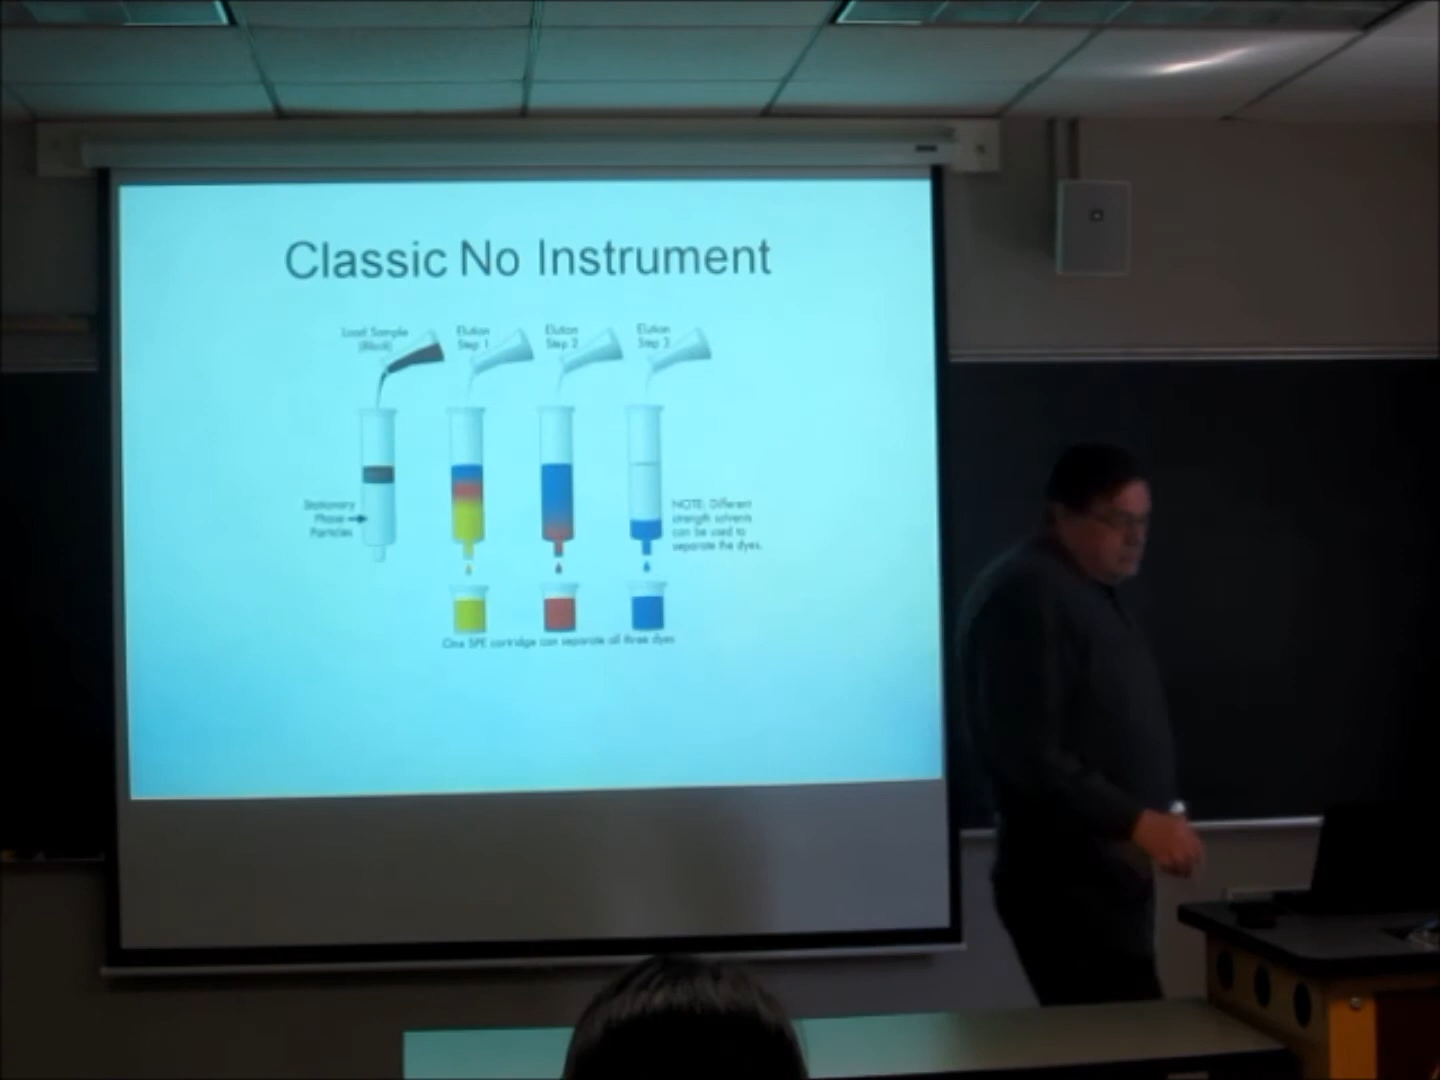 Classic No Instrument
Load Sample
(Black)
Elution
Step 1
Elution
Step 2
Elution
Step 3
Stationary
Phase
Particles
NOTE: Different
strength solvents
can be used to
separate the dyes.
One SPE cartridge can separate all three dyes